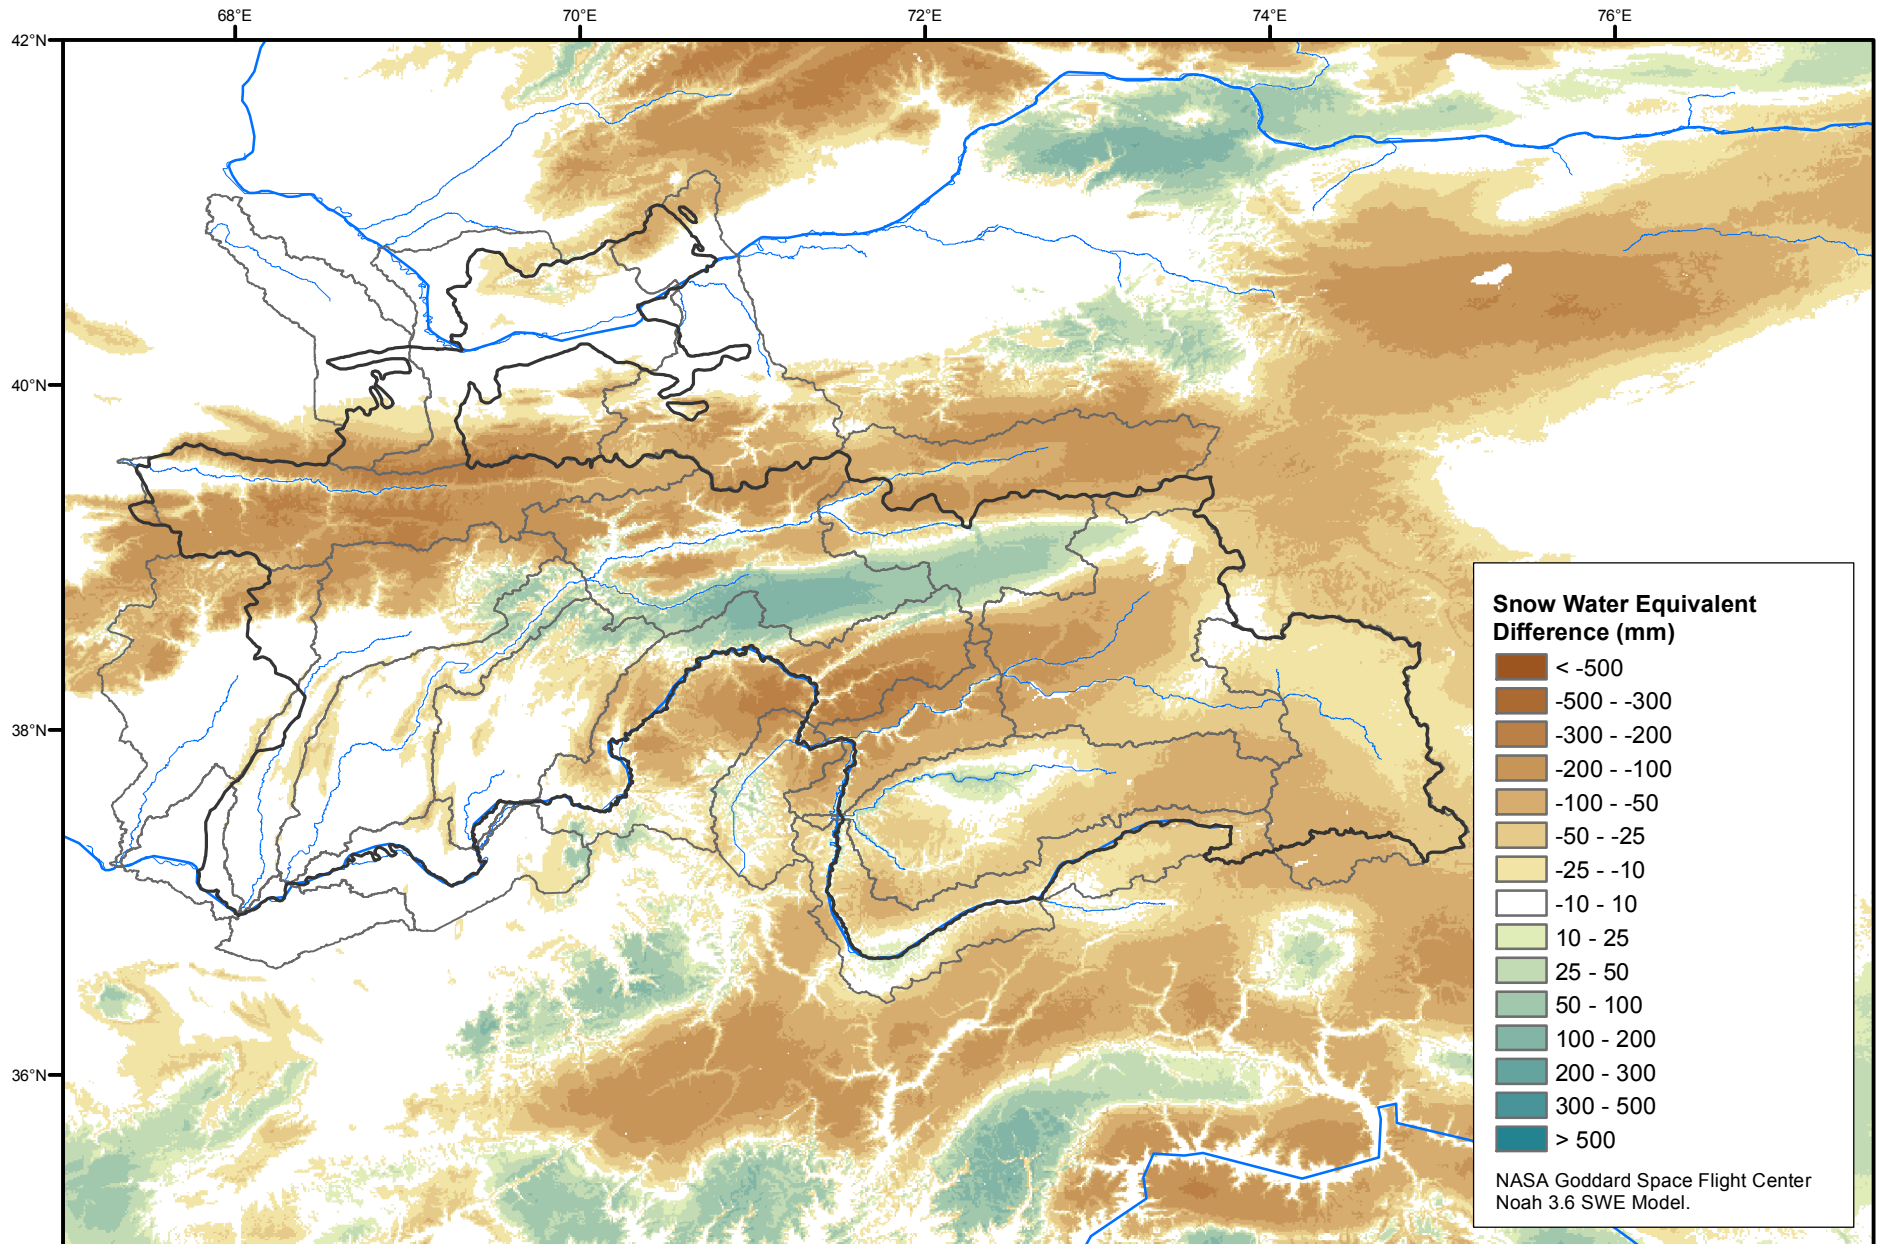 68°E 70°E 72°E 74°E 76°E
42°N
40°N
38°N
36°N
Snow Water Equivalent
Difference (mm)
< -500
-500 - -300
-300 - -200
-200 - -100
-100 - -50
-50 - -25
-25 - -10
-10 - 10
10 - 25
25 - 50
50 - 100
100 - 200
200 - 300
300 - 500
> 500
NASA Goddard Space Flight Center
Noah 3.6 SWE Model.